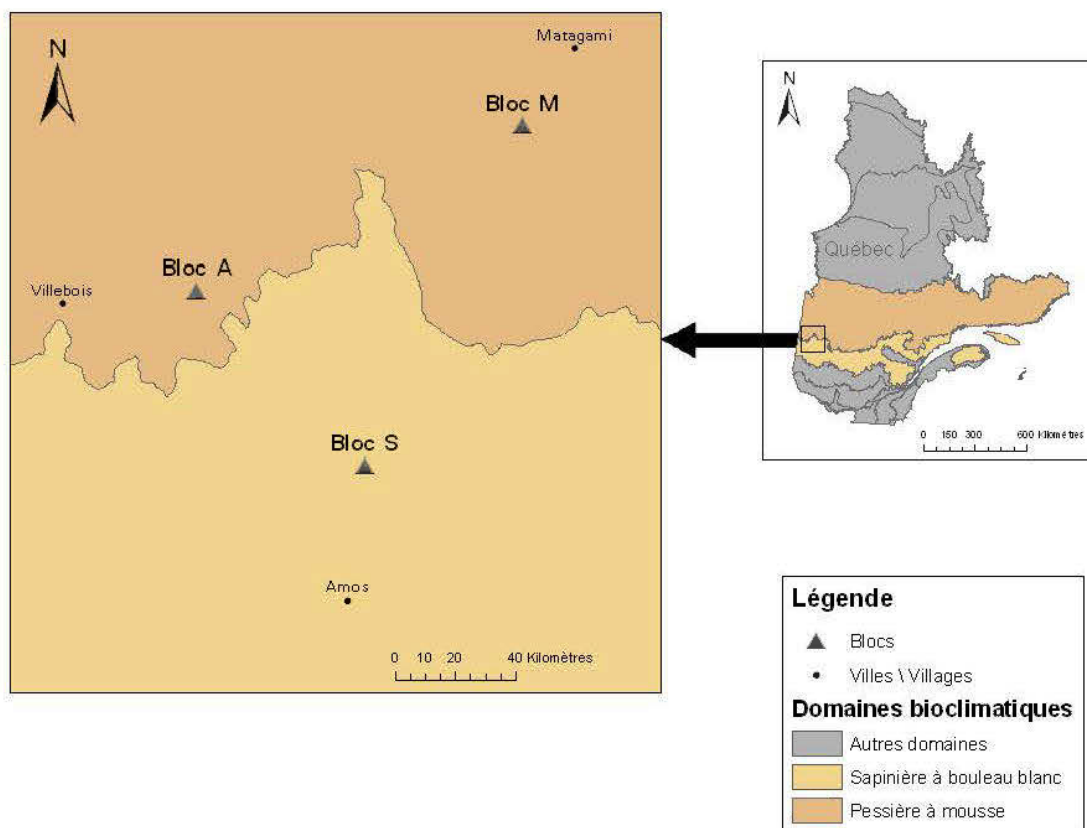 N
Matagami
Bloc M
Bloc A
Villebois
Bloc S
Amos
0 10 20 40 Kilomètres
N
Québec
0 150 300 600 Kilomètres
Légende
Blocs
Villes \ Villages
Domaines bioclimatiques
Autres domaines
Sapinière à bouleau blanc
Pessière à mousse